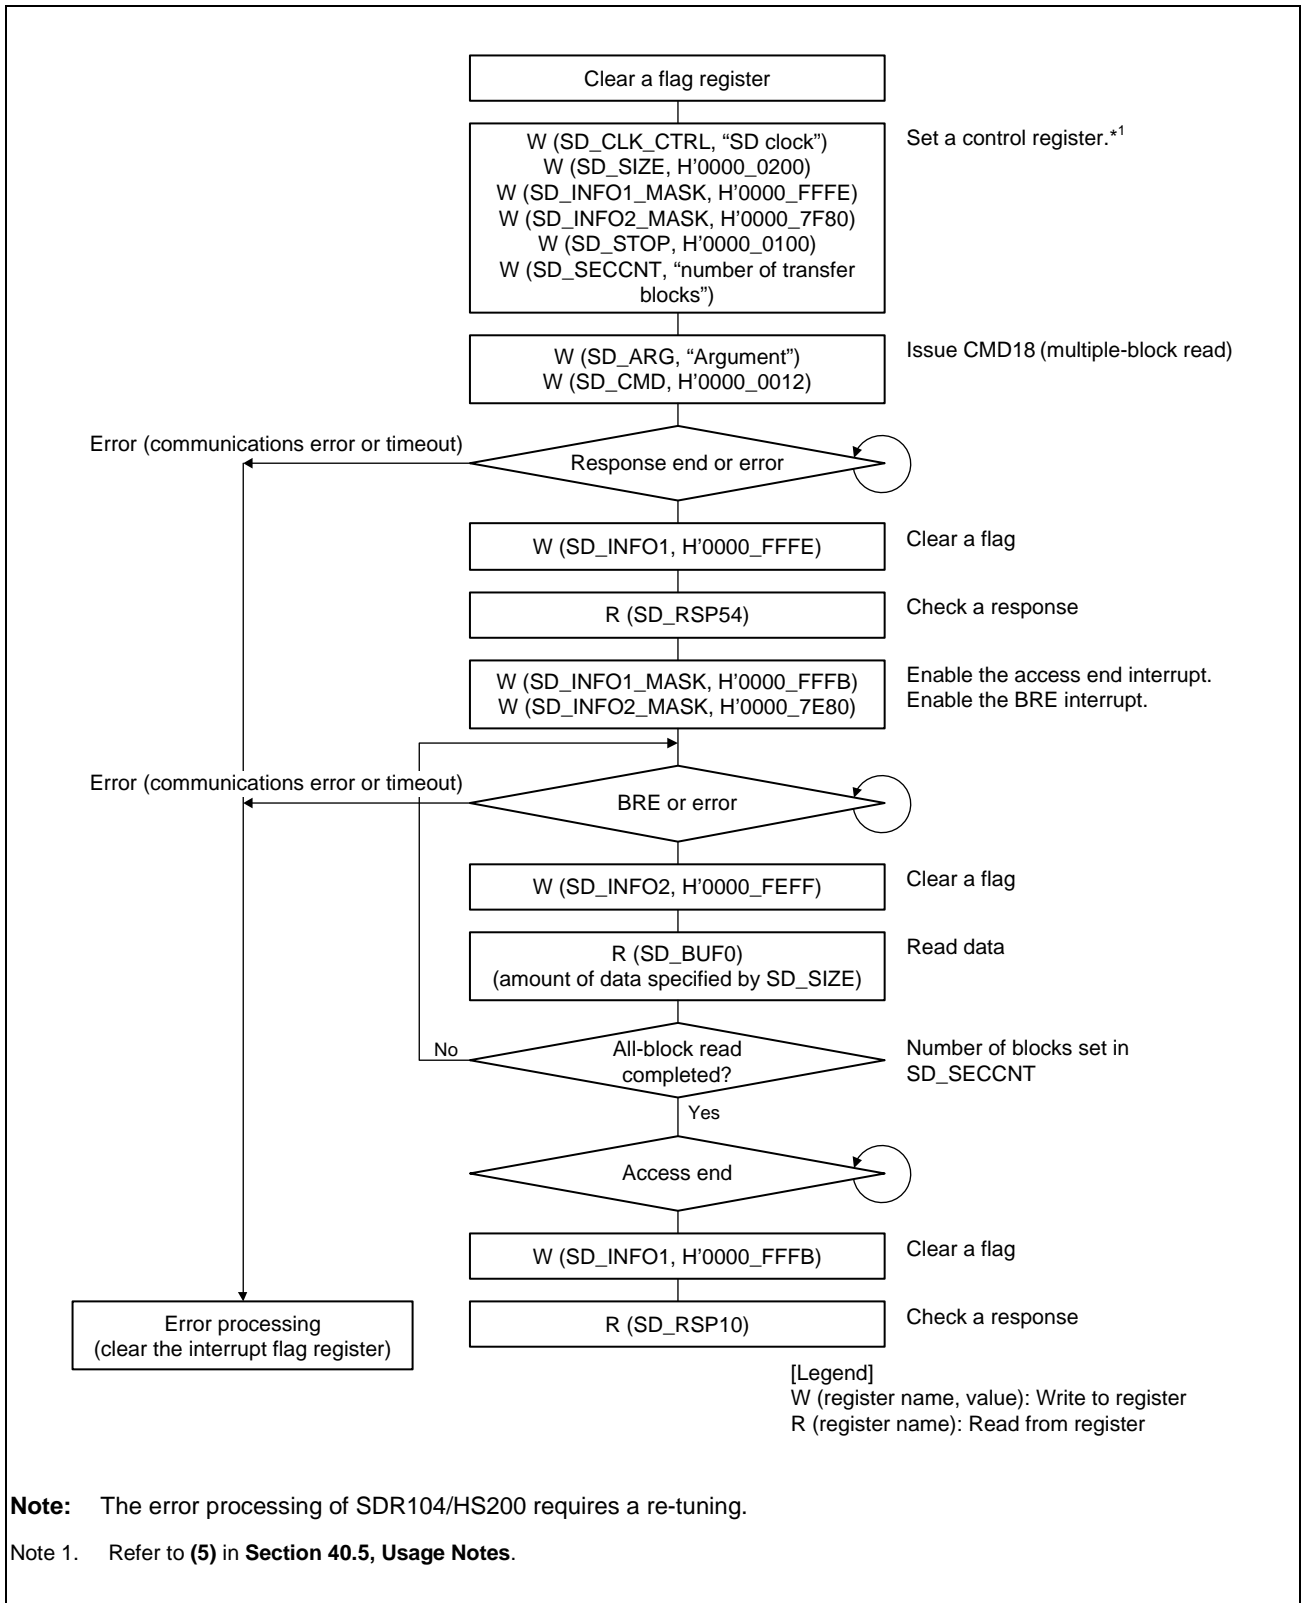 Clear a flag register
W (SD_CLK_CTRL, “SD clock”)
W (SD_SIZE, H'0000_0200)
W (SD_INFO1_MASK, H'0000_FFFE)
W (SD_INFO2_MASK, H'0000_7F80)
W (SD_STOP, H'0000_0100)
W (SD_SECCNT, “number of transfer
blocks”)
Set a control register.*1
W (SD_ARG, “Argument”)
W (SD_CMD, H'0000_0012)
Issue CMD18 (multiple-block read)
Error (communications error or timeout)
Response end or error
W (SD_INFO1, H'0000_FFFE)
Clear a flag
R (SD_RSP54)
Check a response
W (SD_INFO1_MASK, H'0000_FFFB)
W (SD_INFO2_MASK, H'0000_7E80)
Enable the access end interrupt.
Enable the BRE interrupt.
Error (communications error or timeout)
BRE or error
W (SD_INFO2, H'0000_FEFF)
Clear a flag
R (SD_BUF0)
(amount of data specified by SD_SIZE)
Read data
No
All-block read
completed?
Number of blocks set in
SD_SECCNT
Yes
Access end
W (SD_INFO1, H'0000_FFFB)
Clear a flag
Error processing
(clear the interrupt flag register)
R (SD_RSP10)
Check a response
[Legend]
W (register name, value): Write to register
R (register name): Read from register
Note: The error processing of SDR104/HS200 requires a re-tuning.
Note 1. Refer to (5) in Section 40.5, Usage Notes.